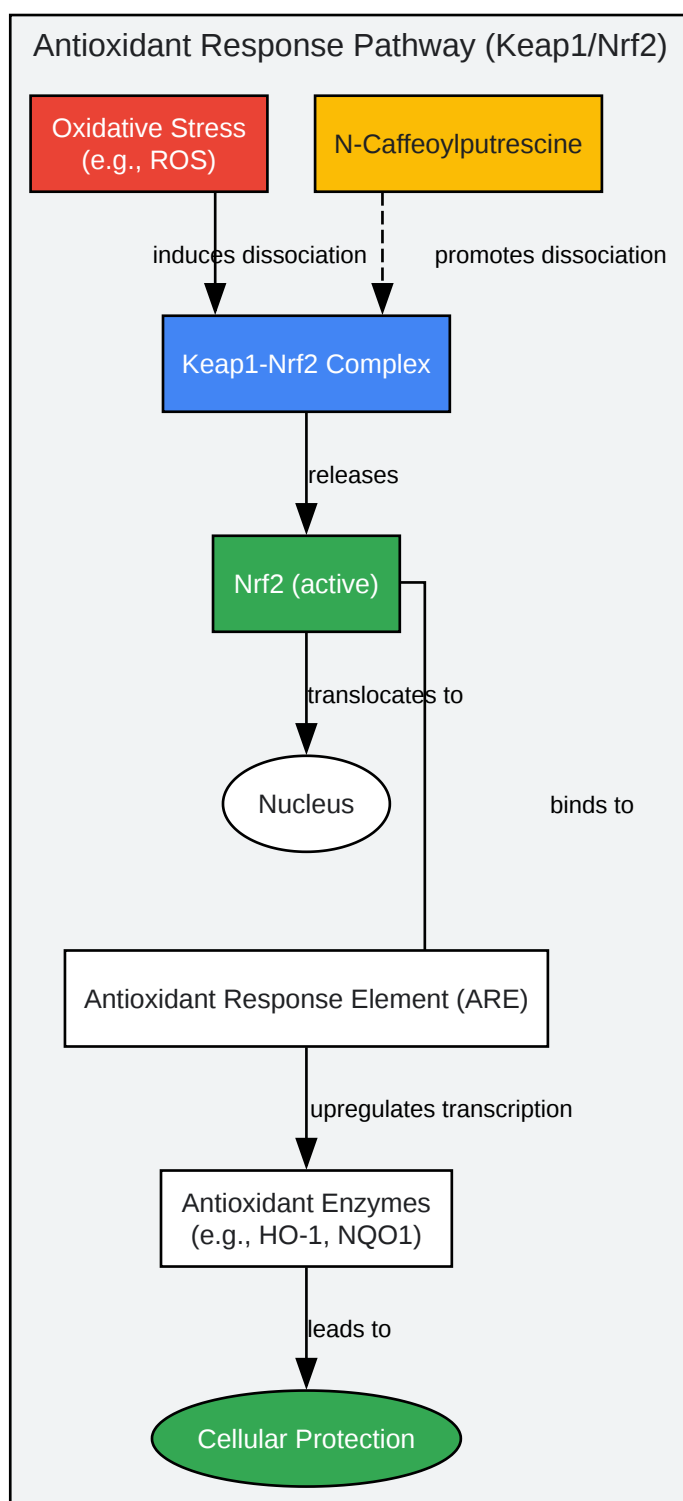 Antioxidant Response Pathway (Keap1/Nrf2)
Oxidative Stress
(e.g., ROS)
N-Caffeoylputrescine
induces dissociation
promotes dissociation
Keap1-Nrf2 Complex
releases
Nrf2 (active)
translocates to
Nucleus
binds to
Antioxidant Response Element (ARE)
upregulates transcription
Antioxidant Enzymes
(e.g., HO-1, NQO1)
leads to
Cellular Protection